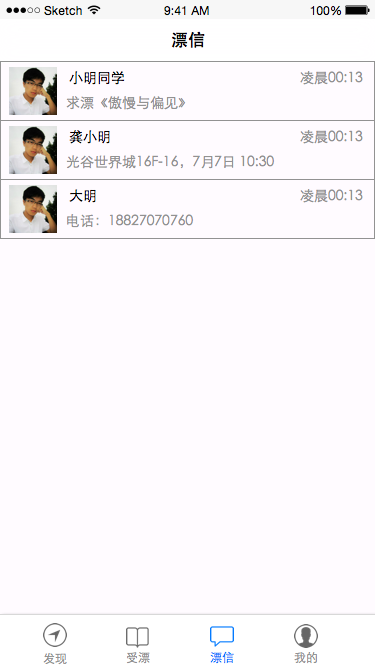 Sketch 9:41 AM 100%
漂信
小明同学 凌晨00:13
求漂《傲慢与偏见》
龚小明 凌晨00:13
光谷世界城16F-16，7月7日 10:30
大明 凌晨00:13
电话：18827070760
发现 受漂 漂信 我的